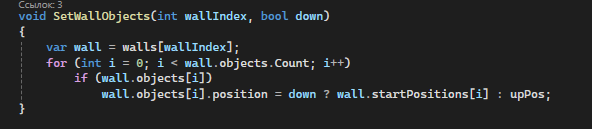 Ссылок: 3
void SetWallObjects(int wallIndex, bool down)
{
    var wall = walls[wallIndex];
    for (int i = 0; i < wall.objects.Count; i++)
        if (wall.objects[i])
            wall.objects[i].position = down ? wall.startPositions[i] : upPos;
}